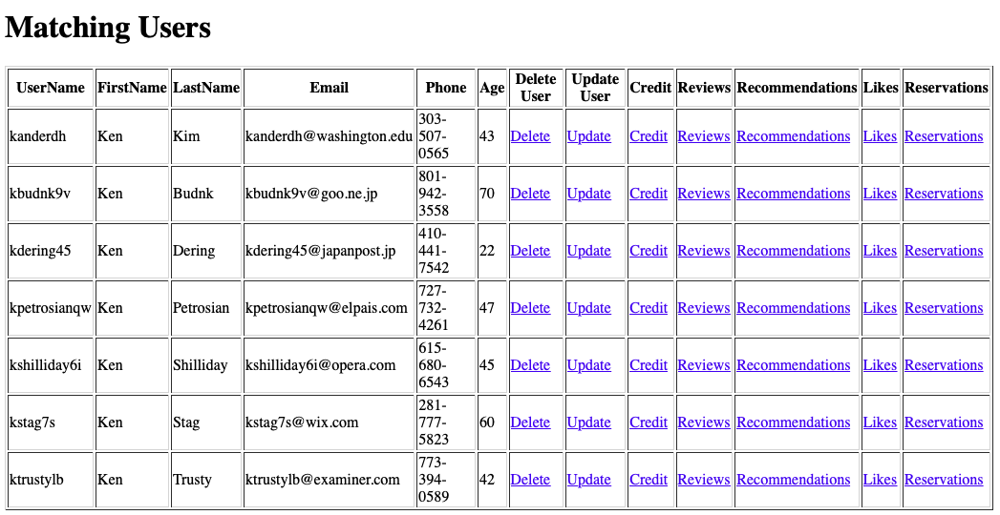 Matching Users
UserName FirstName LastName Email Phone Age Delete User Update User Credit Reviews Recommendations Likes Reservations
kanderdh Ken Kim kanderdh@washington.edu 303-507-0565 43 Delete Update Credit Reviews Recommendations Likes Reservations
kbudnk9v Ken Budnk kbudnk9v@goo.ne.jp 801-942-3558 70 Delete Update Credit Reviews Recommendations Likes Reservations
kdering45 Ken Dering kdering45@japanpost.jp 410-441-7542 22 Delete Update Credit Reviews Recommendations Likes Reservations
kpetrosianqw Ken Petrosian kpetrosianqw@elpais.com 727-732-4261 47 Delete Update Credit Reviews Recommendations Likes Reservations
kshilliday6i Ken Shilliday kshilliday6i@opera.com 615-680-6543 45 Delete Update Credit Reviews Recommendations Likes Reservations
kstag7s Ken Stag kstag7s@wix.com 281-777-5823 60 Delete Update Credit Reviews Recommendations Likes Reservations
ktrustylb Ken Trusty ktrustylb@examiner.com 773-394-0589 42 Delete Update Credit Reviews Recommendations Likes Reservations